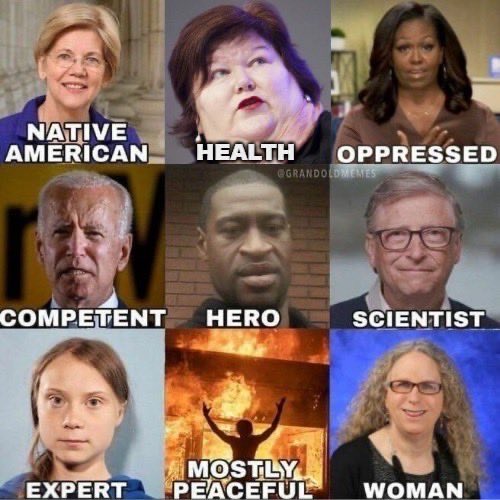 NATIVE
AMERICAN
HEALTH
OPPRESSED
@GRANDOLDMEMES
COMPETENT
HERO
SCIENTIST
EXPERT
MOSTLY
PEACEFUL
WOMAN